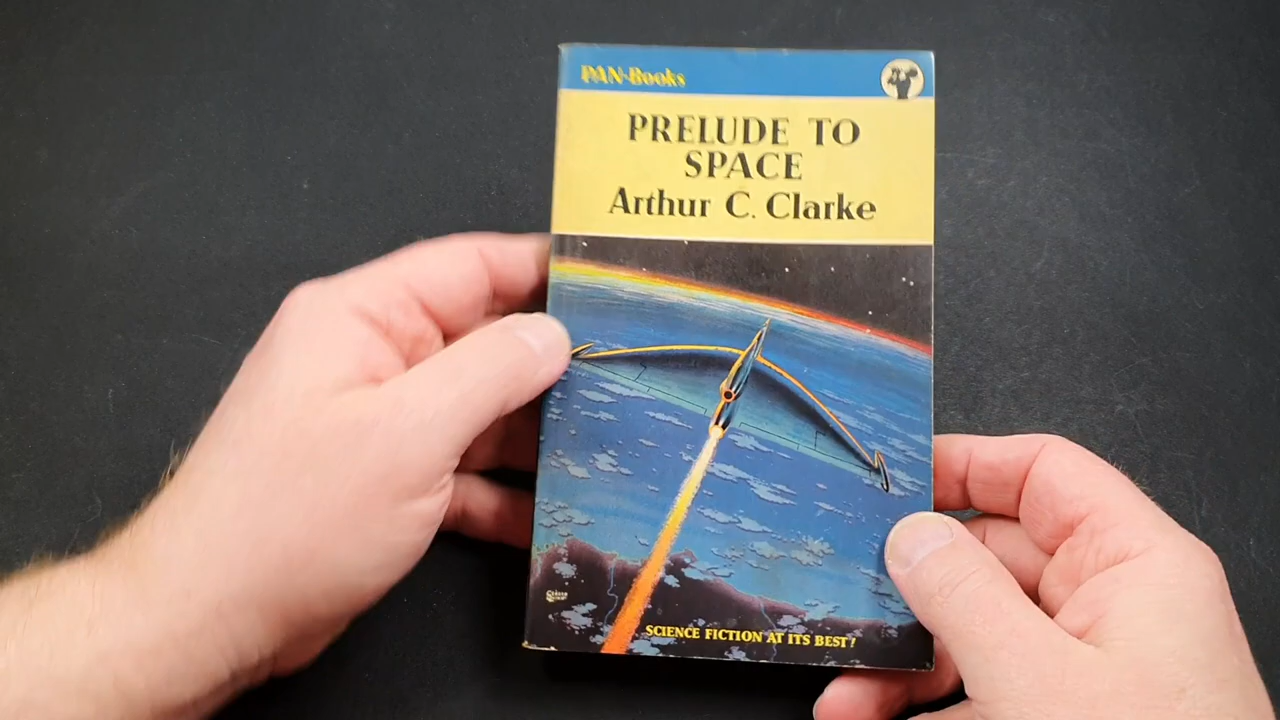 PAN-Books
PRELUDE TO
SPACE
Arthur C. Clarke
SCIENCE FICTION AT ITS BEST!